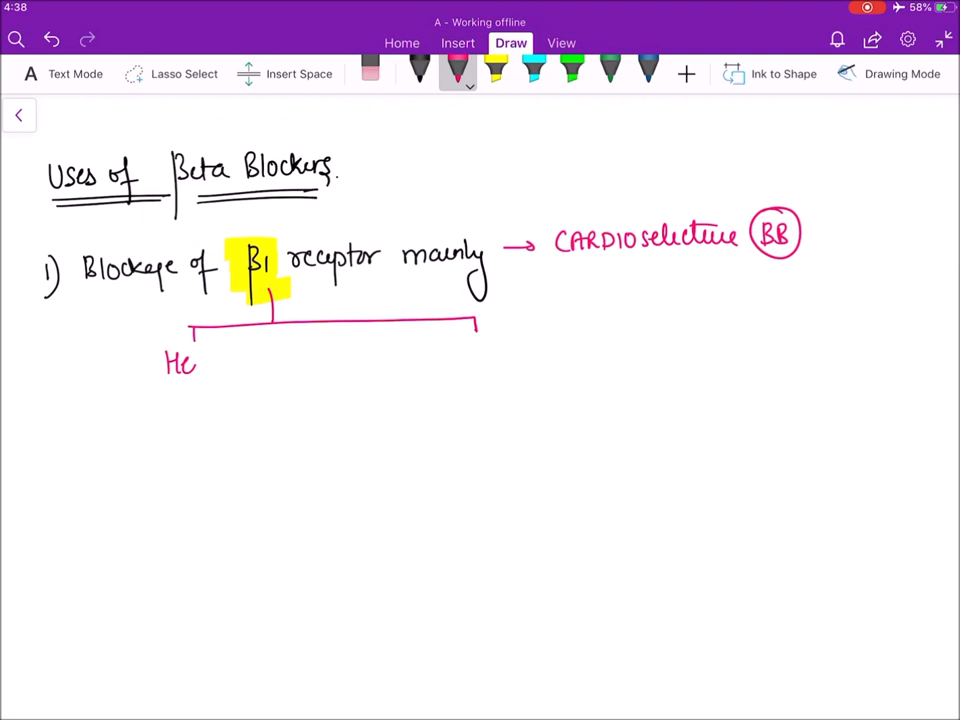 4:38
58%
A - Working offline
Home Insert Draw View
Text Mode Lasso Select Insert Space Ink to Shape Drawing Mode
Uses of Beta Blockers.
1) Blockage of β1 receptor mainly → CARDIOselective BB
He